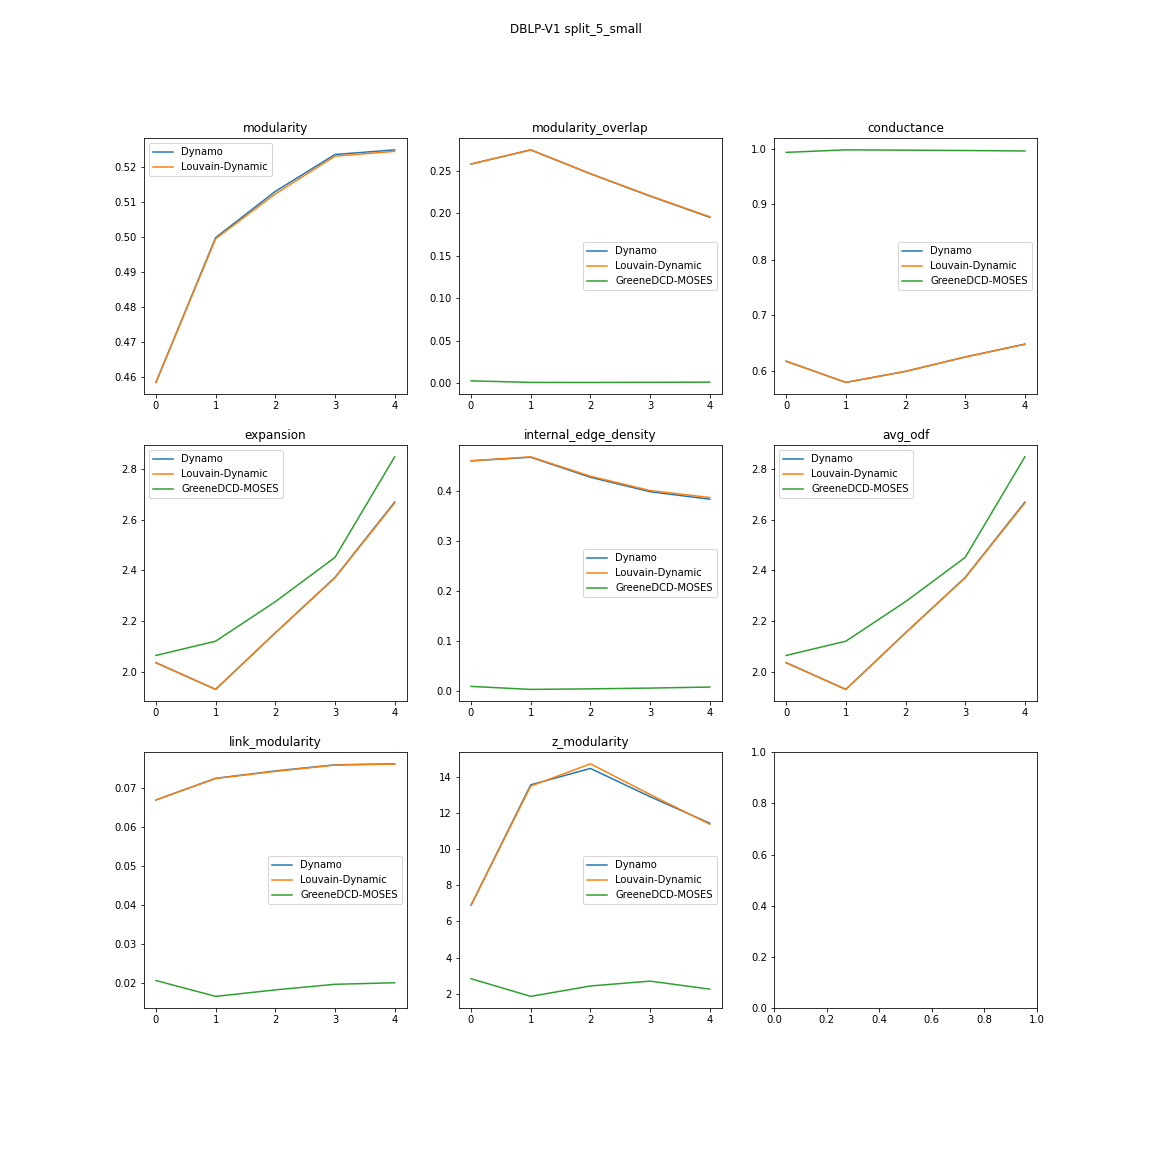 DBLP-V1 split_5_small
modularity
0.52
0.51
0.50
0.49
0.48
0.47
0.46
Dynamo
Louvain-Dynamic
0 1 2 3 4
modularity_overlap
0.25
0.20
0.15
0.10
0.05
0.00
Dynamo
Louvain-Dynamic
GreeneDCD-MOSES
0 1 2 3 4
conductance
1.0
0.9
0.8
0.7
0.6
Dynamo
Louvain-Dynamic
GreeneDCD-MOSES
0 1 2 3 4
expansion
2.8
2.6
2.4
2.2
2.0
Dynamo
Louvain-Dynamic
GreeneDCD-MOSES
0 1 2 3 4
internal_edge_density
0.4
0.3
0.2
0.1
0.0
Dynamo
Louvain-Dynamic
GreeneDCD-MOSES
0 1 2 3 4
avg_odf
2.8
2.6
2.4
2.2
2.0
Dynamo
Louvain-Dynamic
GreeneDCD-MOSES
0 1 2 3 4
link_modularity
0.07
0.06
0.05
0.04
0.03
0.02
Dynamo
Louvain-Dynamic
GreeneDCD-MOSES
0 1 2 3 4
z_modularity
14
12
10
8
6
4
2
Dynamo
Louvain-Dynamic
GreeneDCD-MOSES
0 1 2 3 4
1.0
0.8
0.6
0.4
0.2
0.0
0.0 0.2 0.4 0.6 0.8 1.0